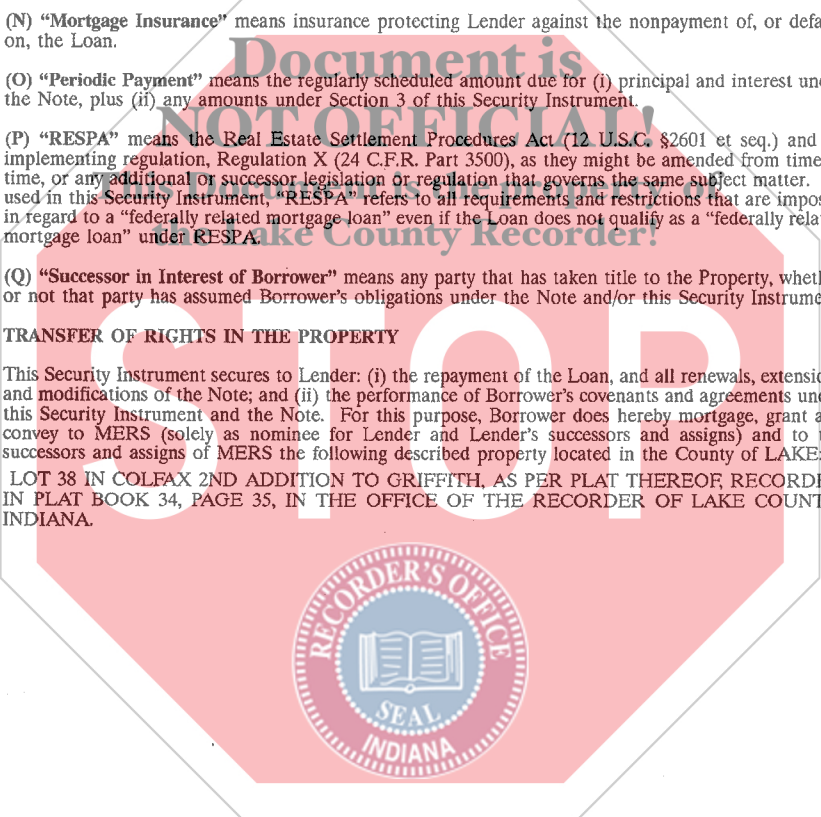 (N) “Mortgage Insurance” means insurance protecting Lender against the nonpayment of, or defa
on, the Loan.
Document is
(O) “Periodic Payment” means the regularly scheduled amount due for (i) principal and interest und
the Note, plus (ii) any amounts under Section 3 of this Security Instrument.
NOT OFFICIAL!
(P) “RESPA” means the Real Estate Settlement Procedures Act (12 U.S.C. §2601 et seq.) and
implementing regulation, Regulation X (24 C.F.R. Part 3500), as they might be amended from time
time, or any additional or successor legislation or regulation that governs the same subject matter.
This Document is the property of
used in this Security Instrument, “RESPA” refers to all requirements and restrictions that are impos
in regard to a “federally related mortgage loan” even if the Loan does not qualify as a “federally relat
mortgage loan” under RESPA.
the Lake County Recorder!
(Q) “Successor in Interest of Borrower” means any party that has taken title to the Property, wheth
or not that party has assumed Borrower’s obligations under the Note and/or this Security Instrume
TRANSFER OF RIGHTS IN THE PROPERTY
STOP
This Security Instrument secures to Lender: (i) the repayment of the Loan, and all renewals, extensio
and modifications of the Note; and (ii) the performance of Borrower’s covenants and agreements und
this Security Instrument and the Note. For this purpose, Borrower does hereby mortgage, grant a
convey to MERS (solely as nominee for Lender and Lender’s successors and assigns) and to t
successors and assigns of MERS the following described property located in the County of LAKE:
LOT 38 IN COLFAX 2ND ADDITION TO GRIFFITH, AS PER PLAT THEREOF, RECORDE
IN PLAT BOOK 34, PAGE 35, IN THE OFFICE OF THE RECORDER OF LAKE COUNT
INDIANA.
RECORDER'S OFFICE
SEAL
INDIANA